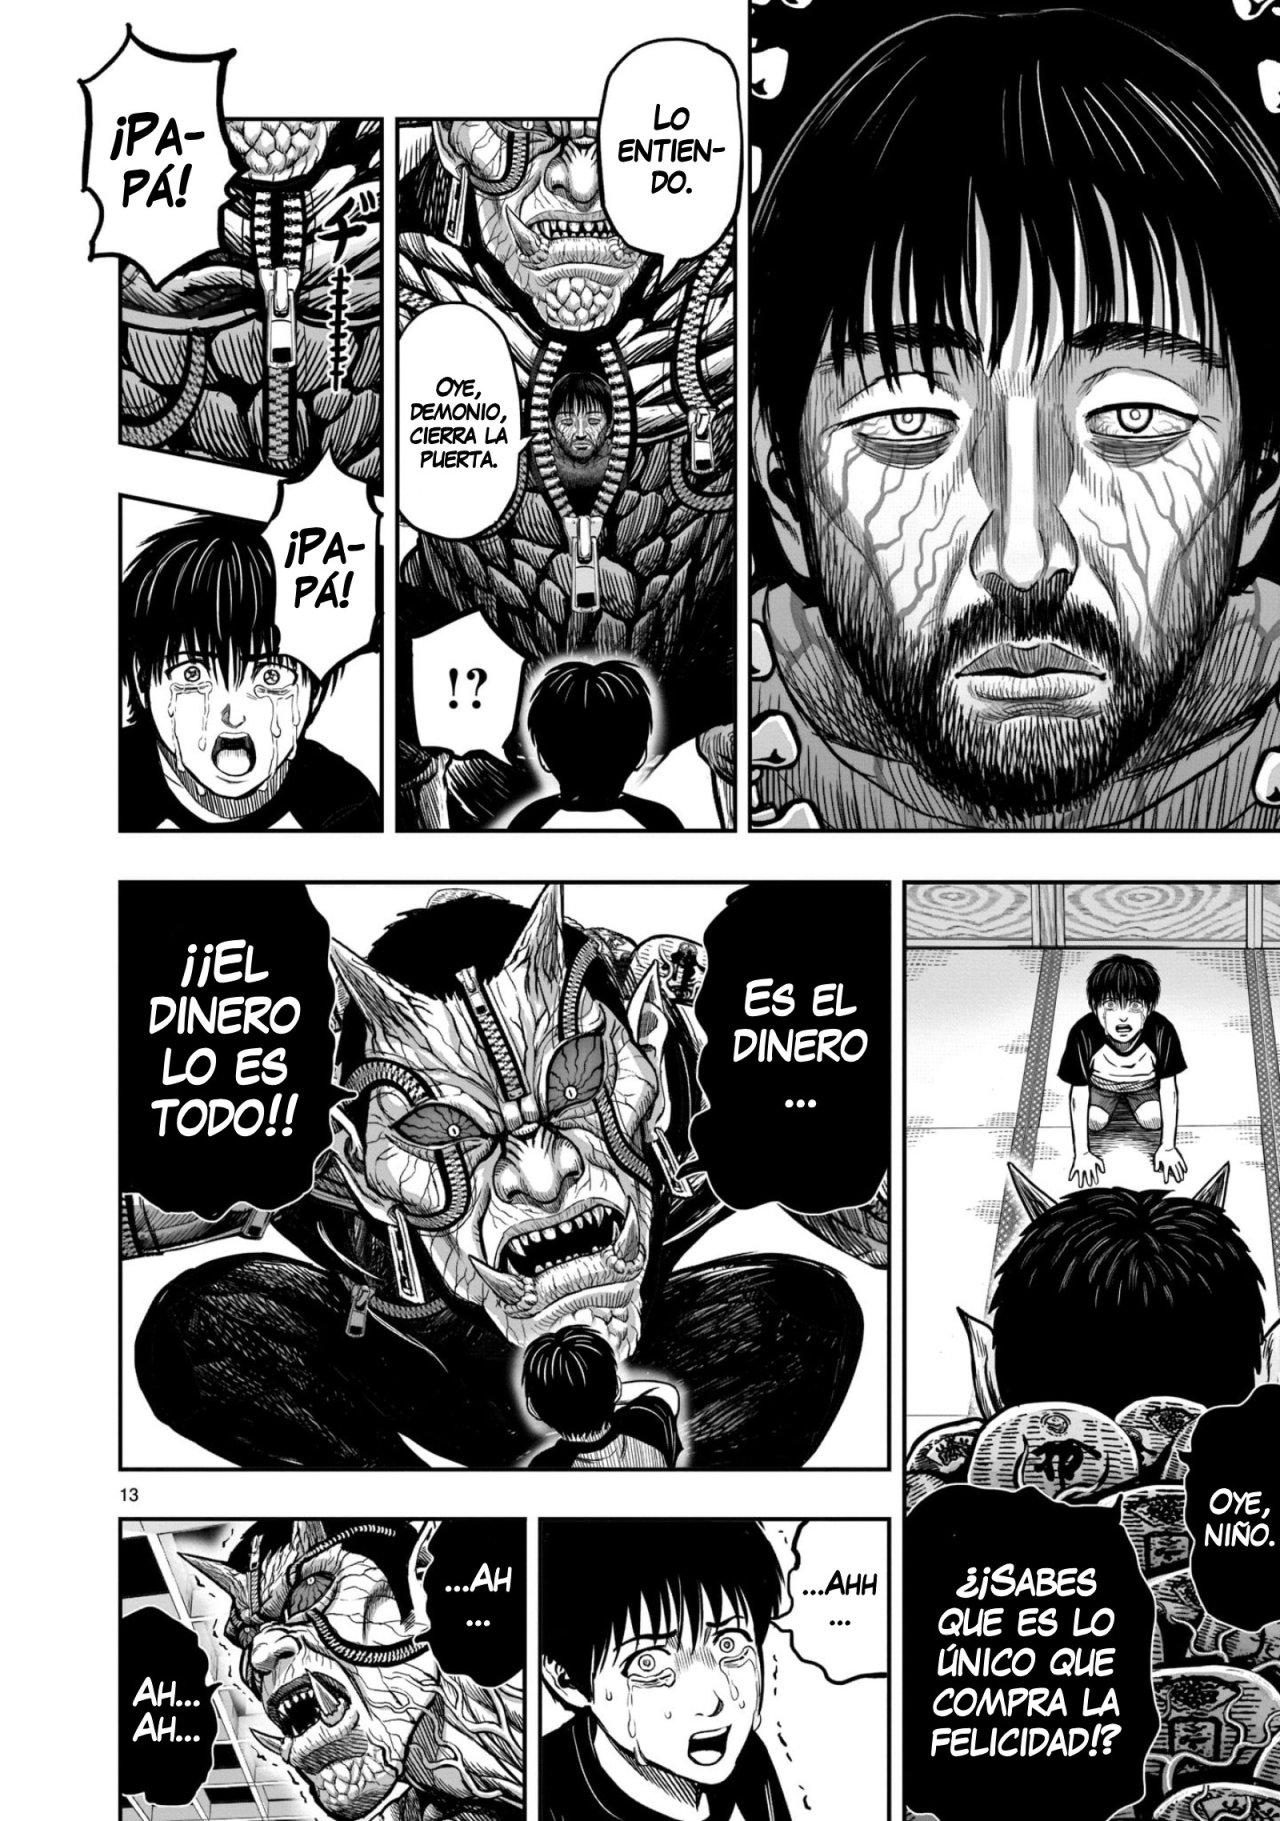 LO
ENTIEN-
DO.
OYE,
DEMONIO,
CIERRA LA
PUERTA.
!?
¡PA-
PÁ!
ヂ
¡PA-
PÁ!
OYE,
NIÑO.
¿¡SABES
QUE ES LO
ÚNICO QUE
COMPRA LA
FELICIDAD!?
ES EL
DINERO
...
¡¡EL
DINERO
LO ES
TODO!!
13
...AHH
...
...AH
...
AH...
AH...